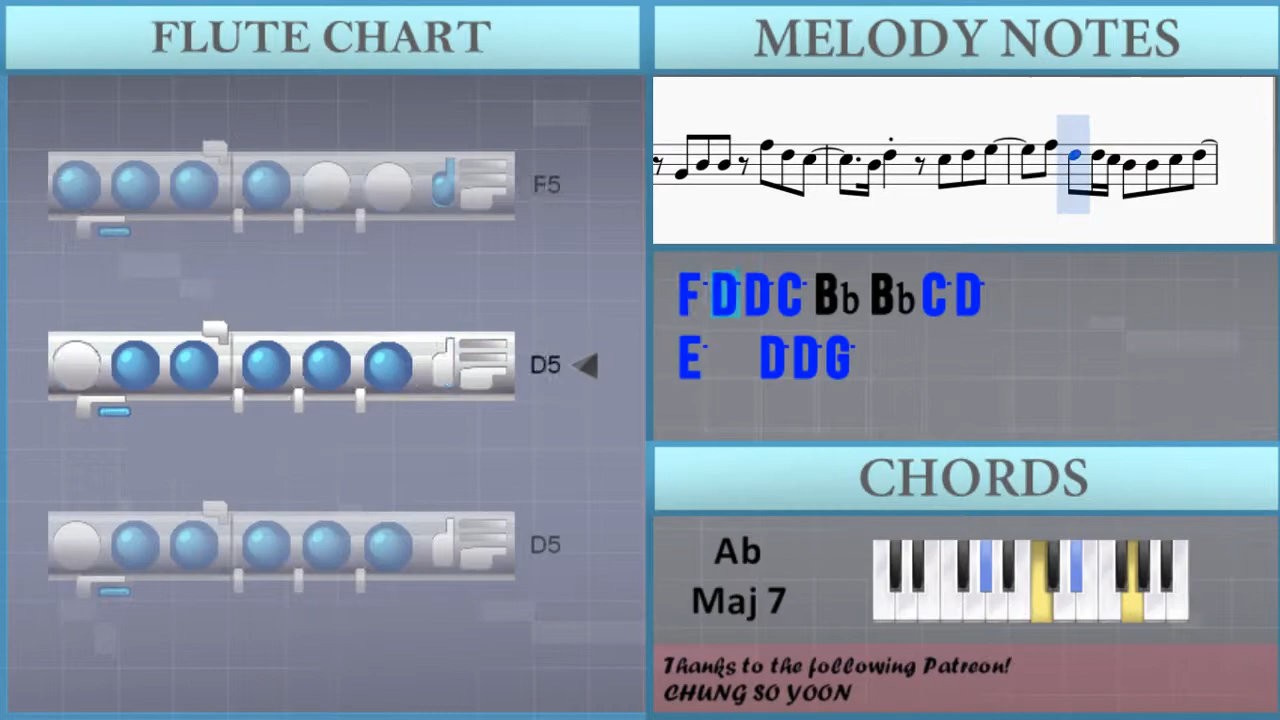 FLUTE CHART
MELODY NOTES
F5
D5
D5
F D D C Bb Bb C D
E D D G
CHORDS
Ab
Maj 7
Thanks to the following Patreon!
CHUNG SO YOON